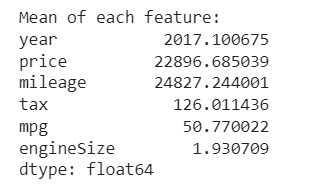 Mean of each feature:
year 2017.100675
price 22896.685039
mileage 24827.244001
tax 126.011436
mpg 50.770022
engineSize 1.930709
dtype: float64